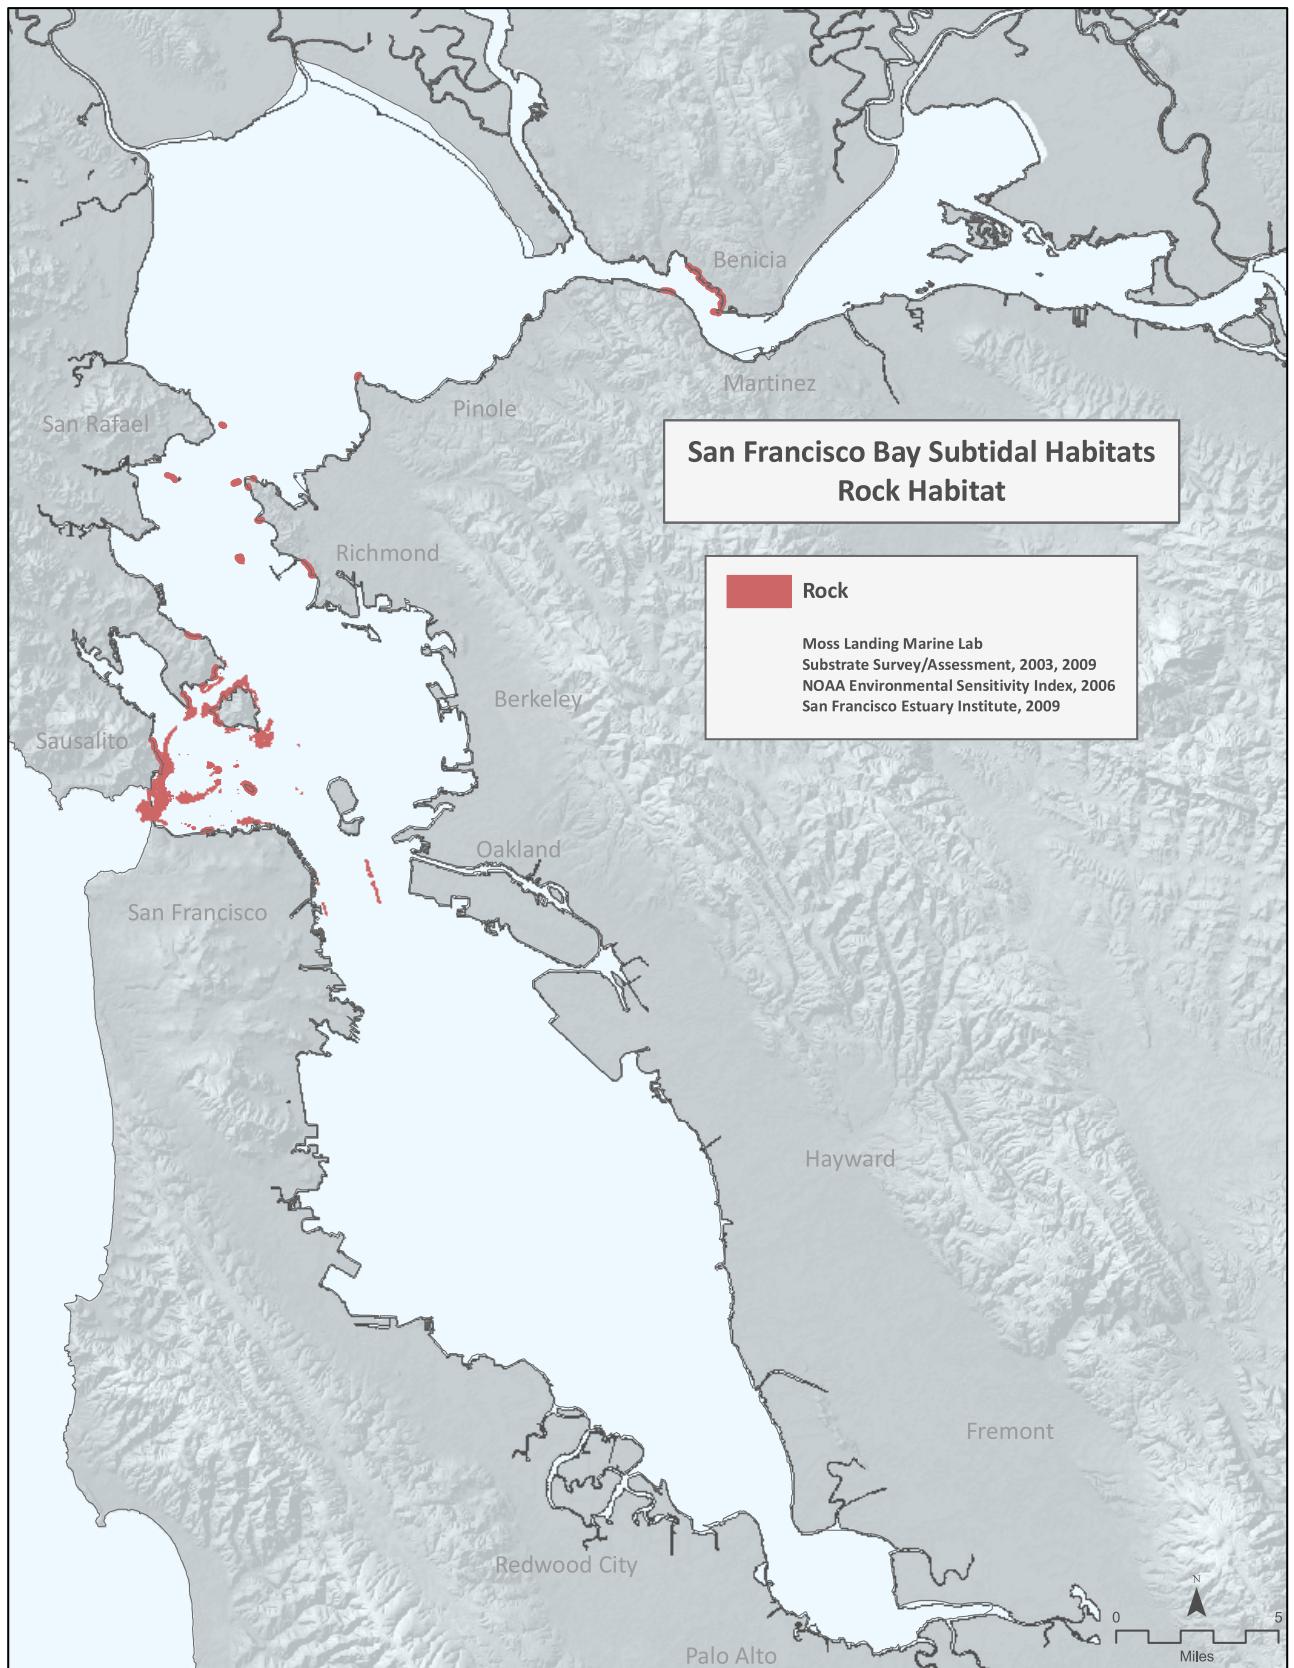 Benicia
Martinez
Pinole
San Rafael
San Francisco Bay Subtidal Habitats
Rock Habitat
Richmond
Rock
Moss Landing Marine Lab
Substrate Survey/Assessment, 2003, 2009
NOAA Environmental Sensitivity Index, 2006
San Francisco Estuary Institute, 2009
Berkeley
Sausalito
Oakland
San Francisco
Hayward
Fremont
Redwood City
Palo Alto
N
0 5
Miles